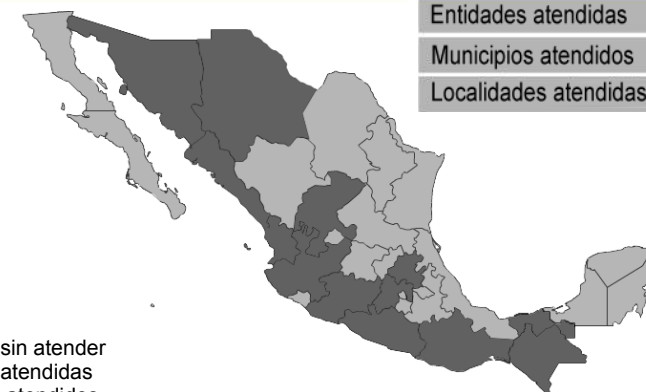 Entidades atendidas
Municipios atendidos
Localidades atendidas
sin atender
atendidas